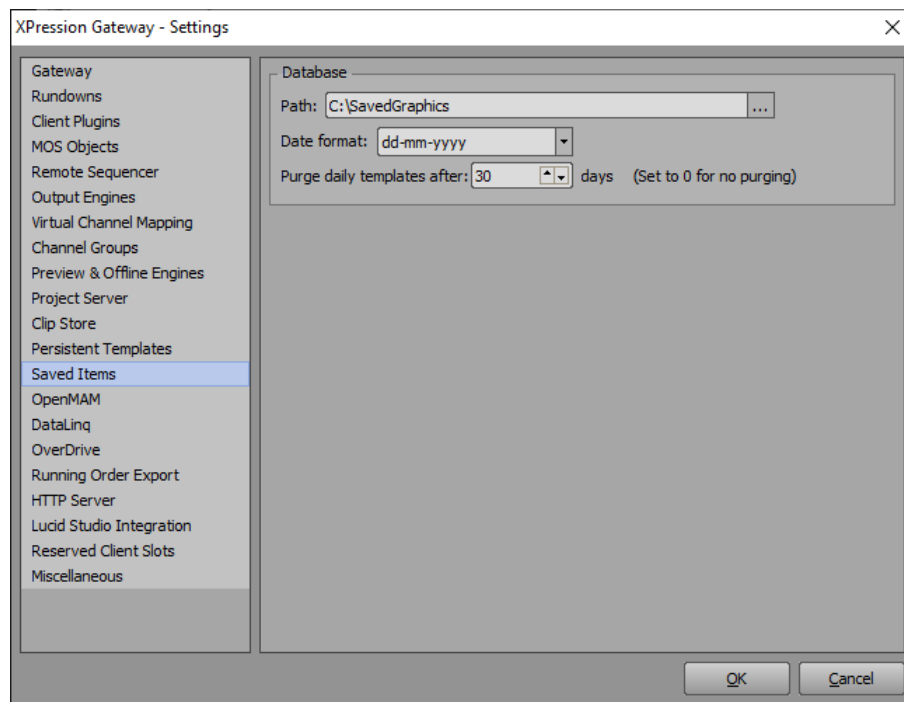 XPression Gateway - Settings
Gateway
Rundowns
Client Plugins
MOS Objects
Remote Sequencer
Output Engines
Virtual Channel Mapping
Channel Groups
Preview & Offline Engines
Project Server
Clip Store
Persistent Templates
Saved Items
OpenMAM
DataLinq
OverDrive
Running Order Export
HTTP Server
Lucid Studio Integration
Reserved Client Slots
Miscellaneous
Database
Path: C:\SavedGraphics ...
Date format: dd-mm-yyyy
Purge daily templates after: 30 days (Set to 0 for no purging)
OK Cancel